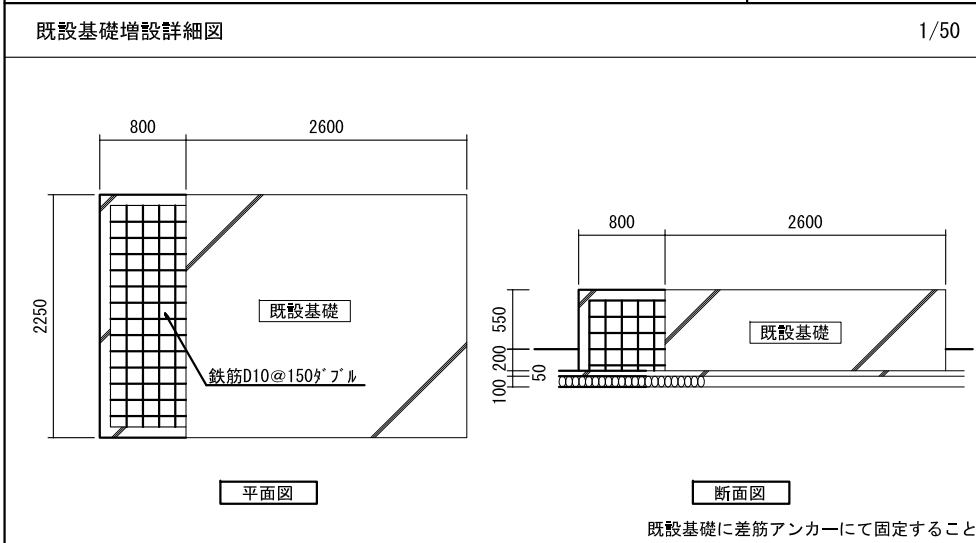 既設基礎増設詳細図 1/50
800 2600
2250
既設基礎
鉄筋D10@150ダブル
平面図
800 2600
550
200
50
100
既設基礎
断面図
既設基礎に差筋アンカーにて固定すること